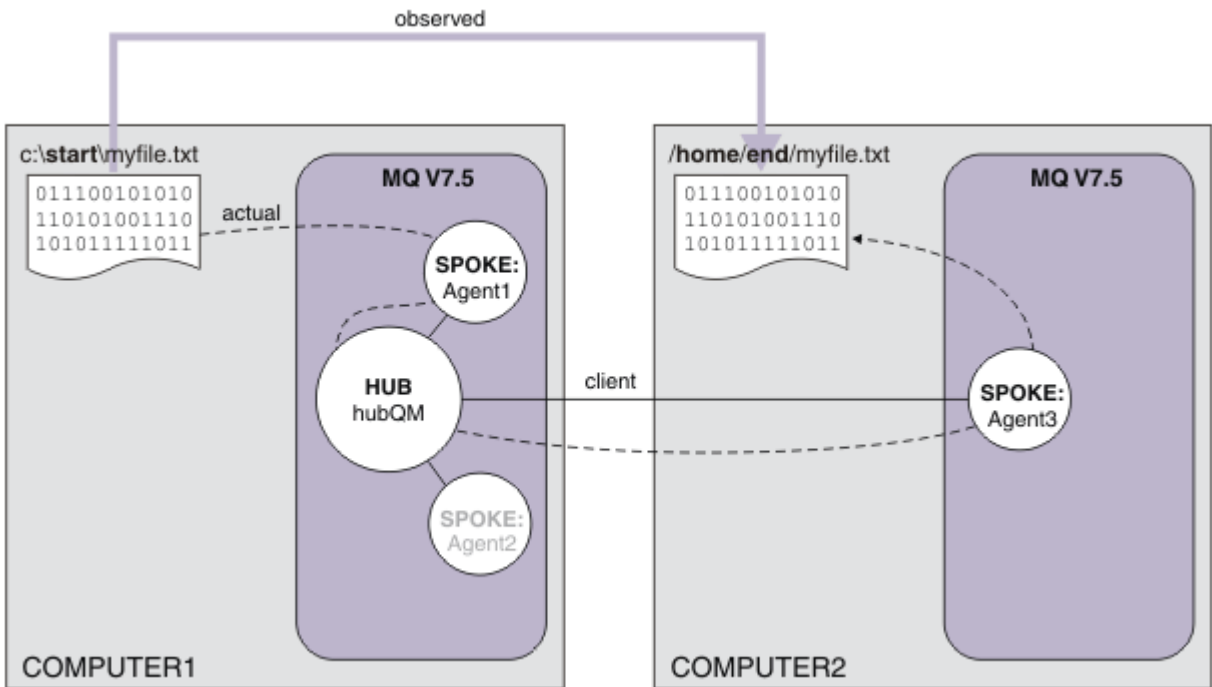 observed
c:\start\myfile.txt
011100101010
110101001110
101011111011
actual
MQ V7.5
SPOKE:
Agent1
HUB
hubQM
SPOKE:
Agent2
COMPUTER1
client
/home/end/myfile.txt
011100101010
110101001110
101011111011
MQ V7.5
SPOKE:
Agent3
COMPUTER2